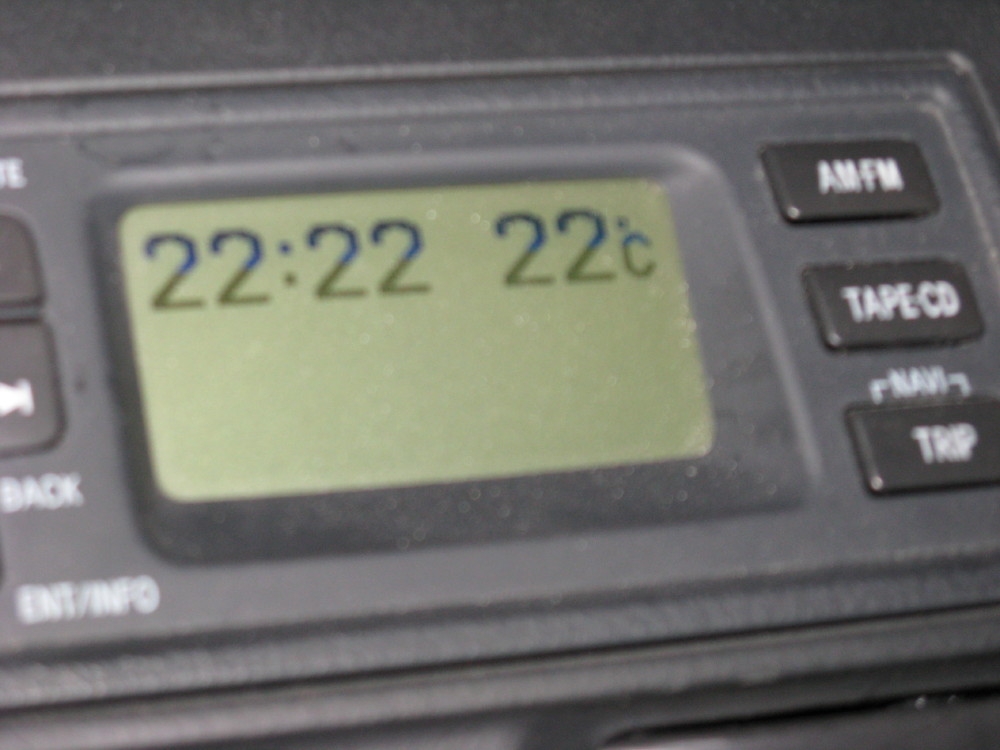 22:22 22°C
AM·FM
TAPE·CD
NAVI
TRIP
BACK
ENT/INFO